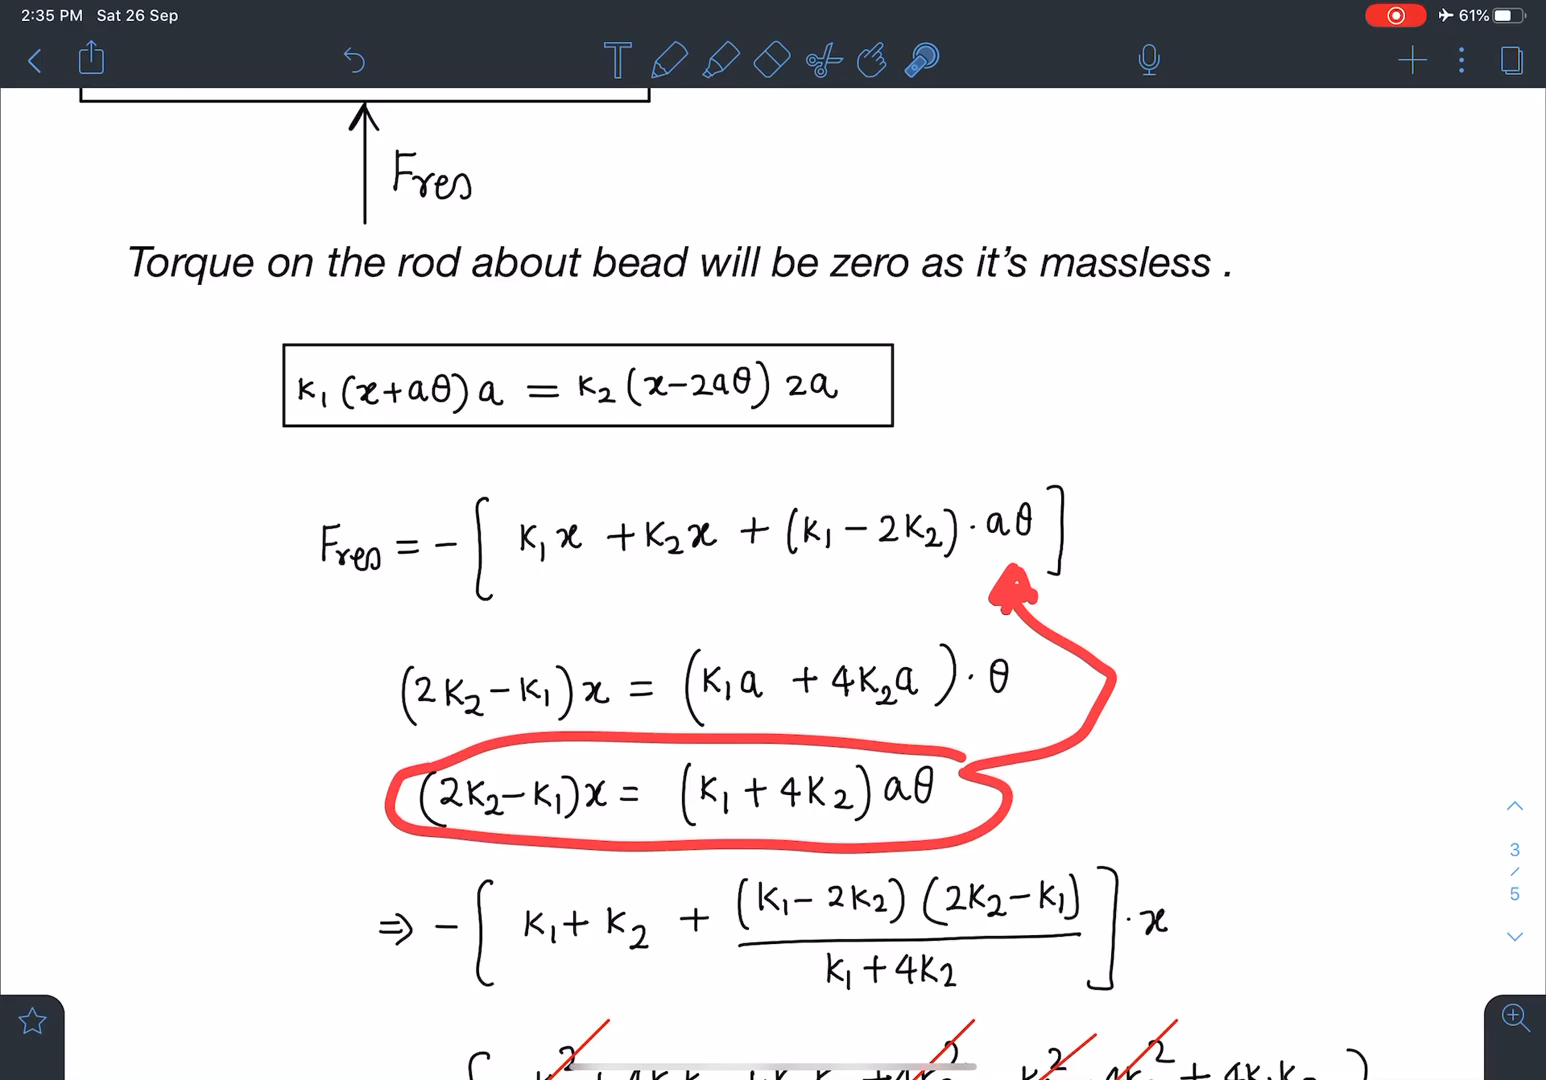 2:35 PM Sat 26 Sep
61%
T
Fres
Torque on the rod about bead will be zero as it's massless .
K₁ (x+aθ) a = K₂ (x-2aθ) 2a
Fres = - [ K₁x + K₂x + (K₁ - 2K₂) · aθ ]
(2K₂-K₁)x = (K₁a + 4K₂a) · θ
(2K₂-K₁)x = (K₁ + 4K₂) aθ
⇒ - [ K₁ + K₂ + (K₁ - 2K₂) (2K₂-K₁) / K₁ + 4K₂ ] · x
3
/
5